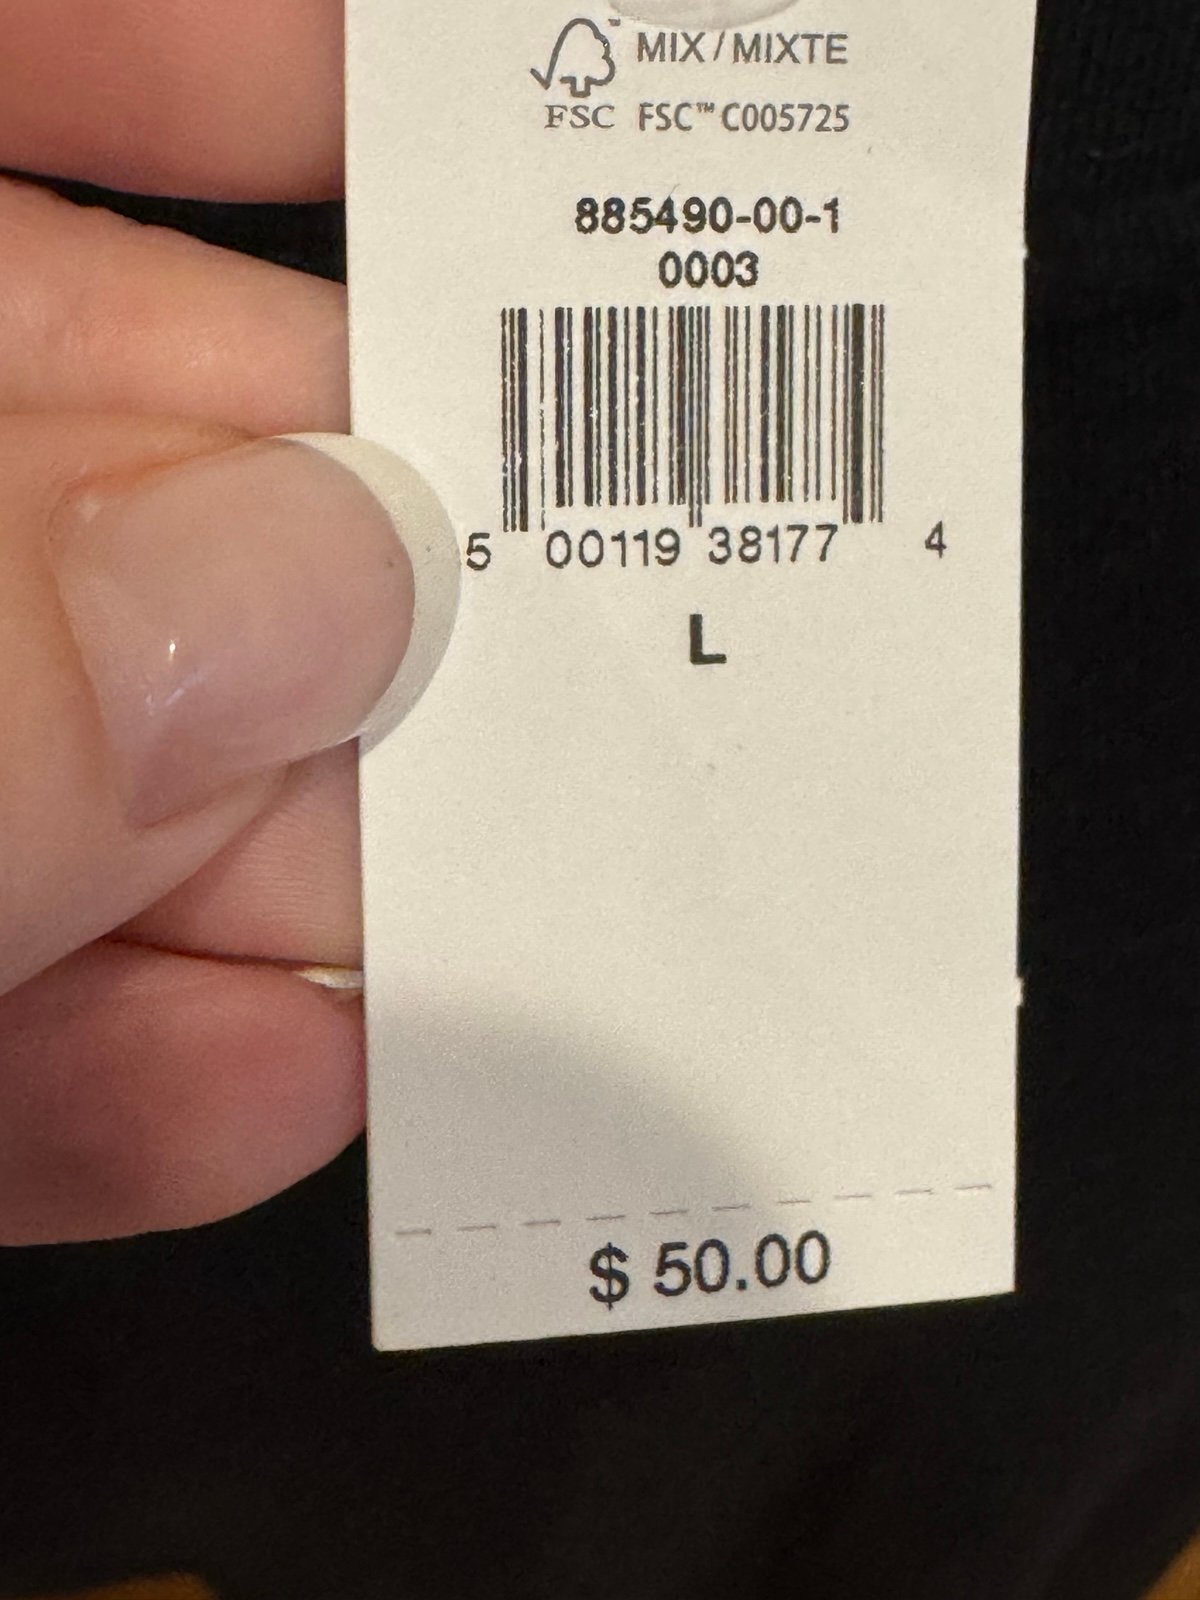 MIX / MIXTE
FSC FSC™ C005725
885490-00-1
0003
5 00119 38177 4
L
$ 50.00